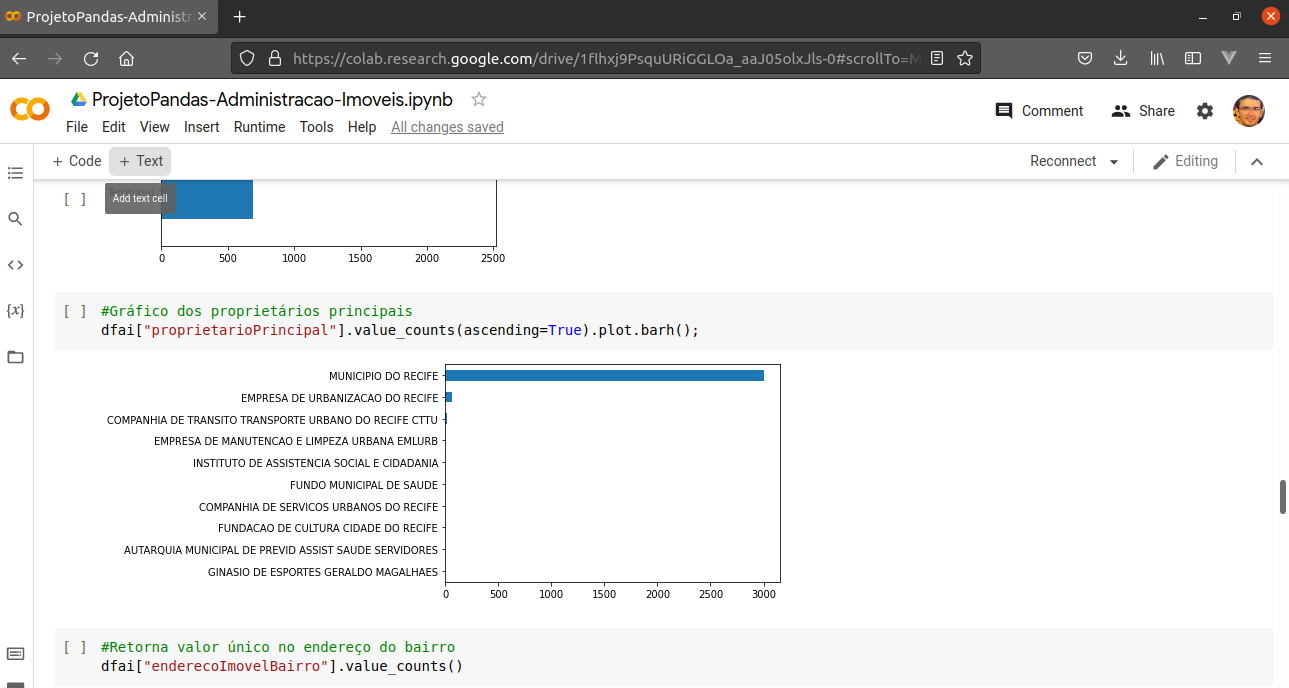 ProjetoPandas-Administr
https://colab.research.google.com/drive/1flhxj9PsquURiGGLOa_aaJ05olxJls-0#scrollTo=M
ProjetoPandas-Administracao-Imoveis.ipynb
File Edit View Insert Runtime Tools Help All changes saved
Comment Share
+ Code + Text
Reconnect Editing
Add text cell
[ ]
0 500 1000 1500 2000 2500
[ ] #Gráfico dos proprietários principais
dfai["proprietarioPrincipal"].value_counts(ascending=True).plot.barh();
MUNICIPIO DO RECIFE
EMPRESA DE URBANIZACAO DO RECIFE
COMPANHIA DE TRANSITO TRANSPORTE URBANO DO RECIFE CTTU
EMPRESA DE MANUTENCAO E LIMPEZA URBANA EMLURB
INSTITUTO DE ASSISTENCIA SOCIAL E CIDADANIA
FUNDO MUNICIPAL DE SAUDE
COMPANHIA DE SERVICOS URBANOS DO RECIFE
FUNDACAO DE CULTURA CIDADE DO RECIFE
AUTARQUIA MUNICIPAL DE PREVID ASSIST SAUDE SERVIDORES
GINASIO DE ESPORTES GERALDO MAGALHAES
0 500 1000 1500 2000 2500 3000
[ ] #Retorna valor único no endereço do bairro
dfai["enderecoImovelBairro"].value_counts()